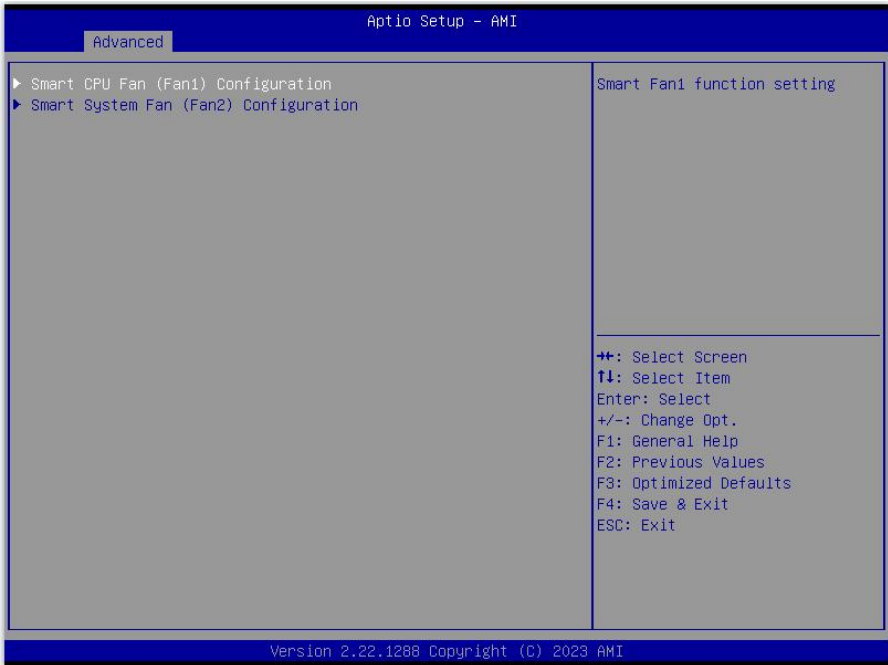 Aptio Setup – AMI
Advanced
▶ Smart CPU Fan (Fan1) Configuration
▶ Smart System Fan (Fan2) Configuration
Smart Fan1 function setting
→←: Select Screen
↑↓: Select Item
Enter: Select
+/-: Change Opt.
F1: General Help
F2: Previous Values
F3: Optimized Defaults
F4: Save & Exit
ESC: Exit
Version 2.22.1288 Copyright (C) 2023 AMI